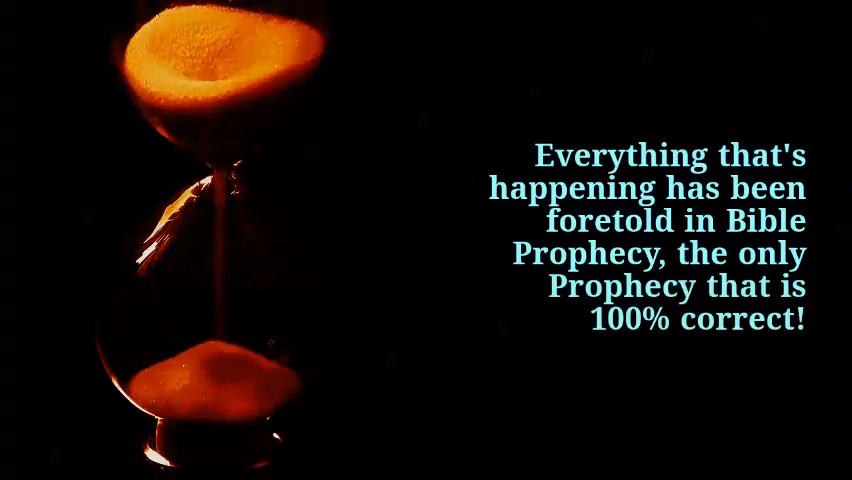 Everything that's
happening has been
foretold in Bible
Prophecy, the only
Prophecy that is
100% correct!